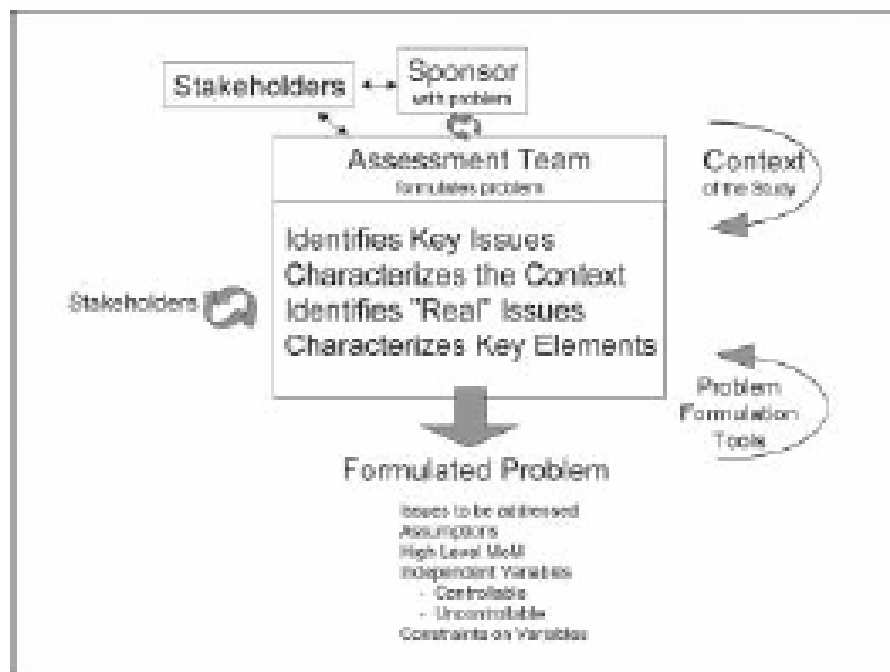 Stakeholders
Sponsor
with problem
Assessment Team
formulates problem
Context
of the Study
Identifies Key Issues
Characterizes the Context
Identifies "Real" Issues
Characterizes Key Elements
Stakeholders
Problem
Formulation
Tools
Formulated Problem
Issues to be addressed
Assumptions
High Level MoM
Independent Variables
- Controllable
- Uncontrollable
Constraints on Variables